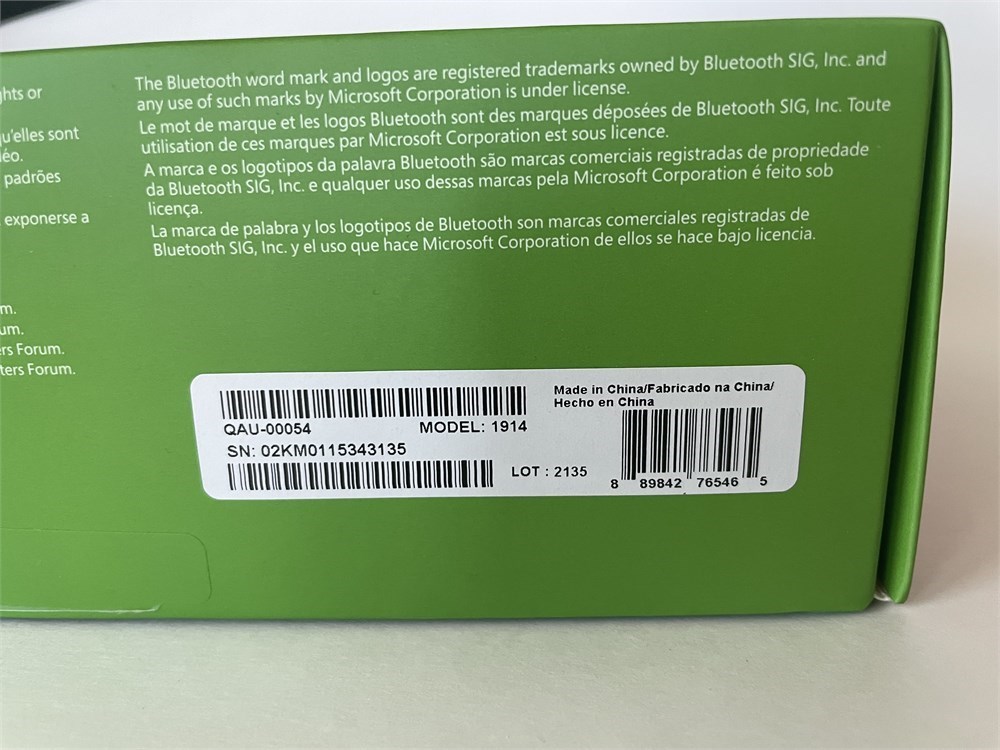 ghts or
qu'elles sont
déo.
padrões
exponerse a
m.
um.
ers Forum.
ters Forum.
The Bluetooth word mark and logos are registered trademarks owned by Bluetooth SIG, Inc. and
any use of such marks by Microsoft Corporation is under license.
Le mot de marque et les logos Bluetooth sont des marques déposées de Bluetooth SIG, Inc. Toute
utilisation de ces marques par Microsoft Corporation est sous licence.
A marca e os logotipos da palavra Bluetooth são marcas comerciais registradas de propriedade
da Bluetooth SIG, Inc. e qualquer uso dessas marcas pela Microsoft Corporation é feito sob
licença.
La marca de palabra y los logotipos de Bluetooth son marcas comerciales registradas de
Bluetooth SIG, Inc. y el uso que hace Microsoft Corporation de ellos se hace bajo licencia.
QAU-00054 MODEL: 1914
SN: 02KM0115343135
LOT : 2135
Made in China/Fabricado na China/
Hecho en China
8 89842 76546 5